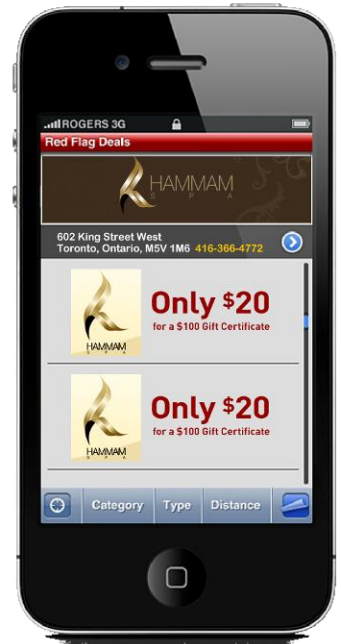 ROGERS 3G
Red Flag Deals
HAMMAM
SPA
602 King Street West
Toronto, Ontario, M5V 1M6 416-366-4772
Only $20
for a $100 Gift Certificate
HAMMAM
Only $20
for a $100 Gift Certificate
HAMMAM
Category Type Distance